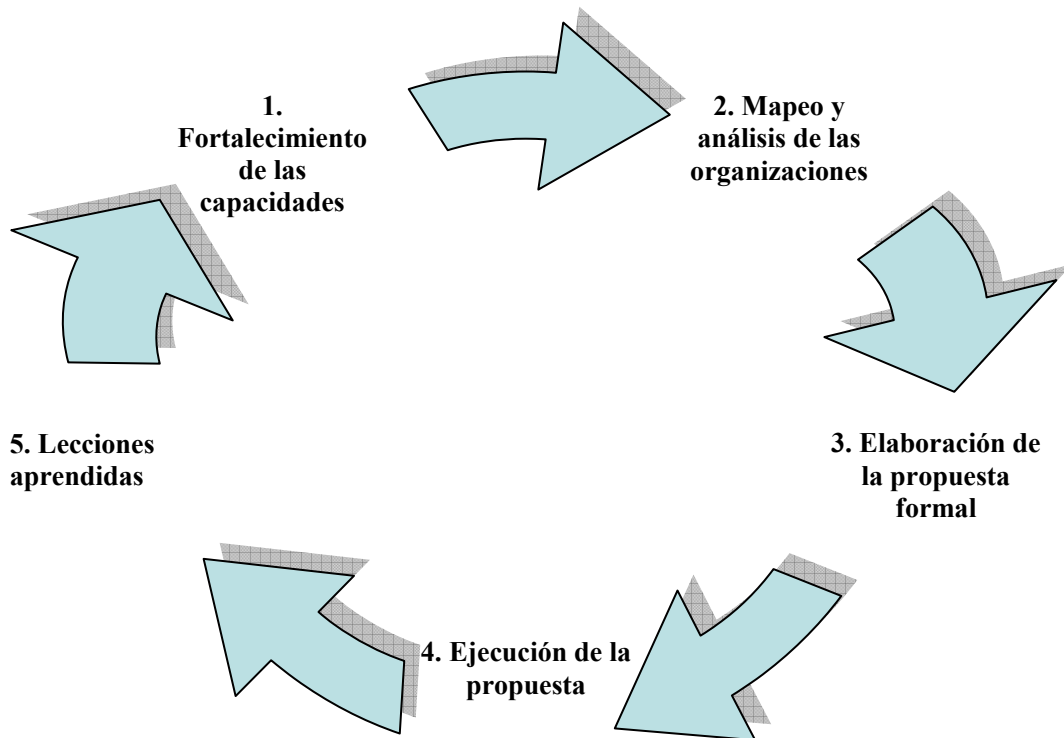 1.
Fortalecimiento
de las
capacidades
2. Mapeo y
análisis de las
organizaciones
3. Elaboración de
la propuesta
formal
4. Ejecución de la
propuesta
5. Lecciones
aprendidas